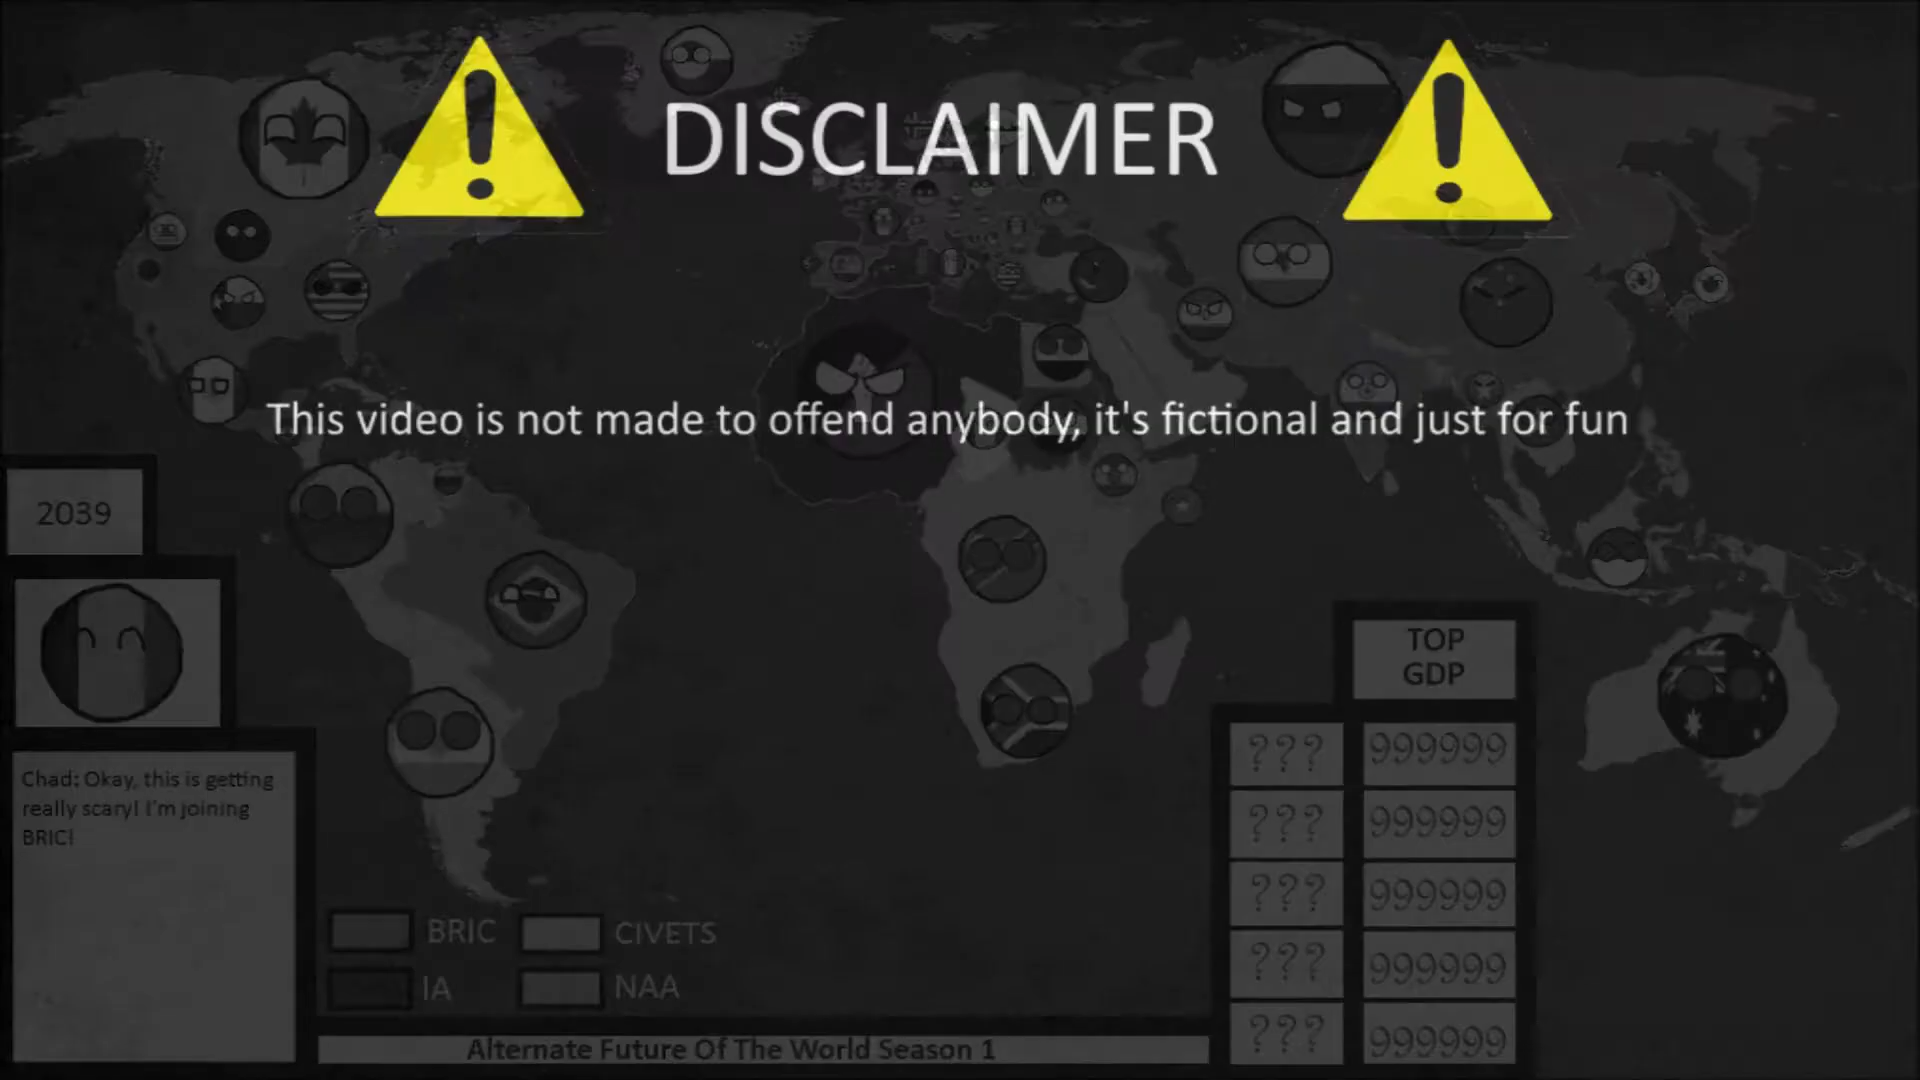 DISCLAIMER
This video is not made to offend anybody, it's fictional and just for fun
2039
Chad: Okay, this is getting
really scary! I'm joining
BRIC!
BRIC
CIVETS
IA
NAA
Alternate Future Of The World Season 1
TOP
GDP
??? 999999
??? 999999
??? 999999
??? 999999
??? 999999